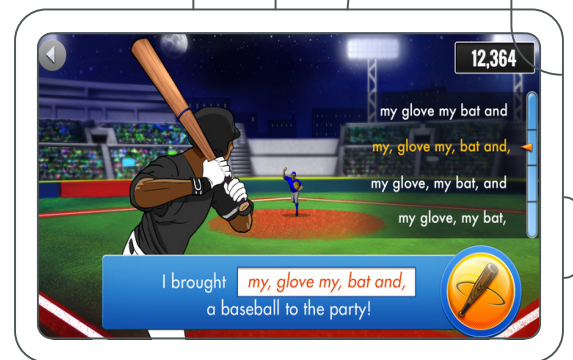 12,364
my glove my bat and
my, glove my, bat and,
my glove, my bat, and
my glove, my bat,
I brought my, glove my, bat and,
a baseball to the party!